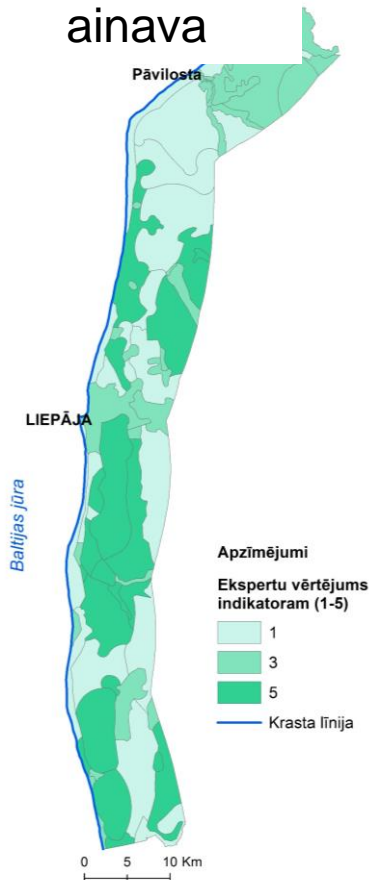 ainava
Pāvilosta
LIEPĀJA
Baltijas jūra
Apzīmējumi
Ekspertu vērtējums
indikatoram (1-5)
1
3
5
Krasta līnija
0 5 10 Km